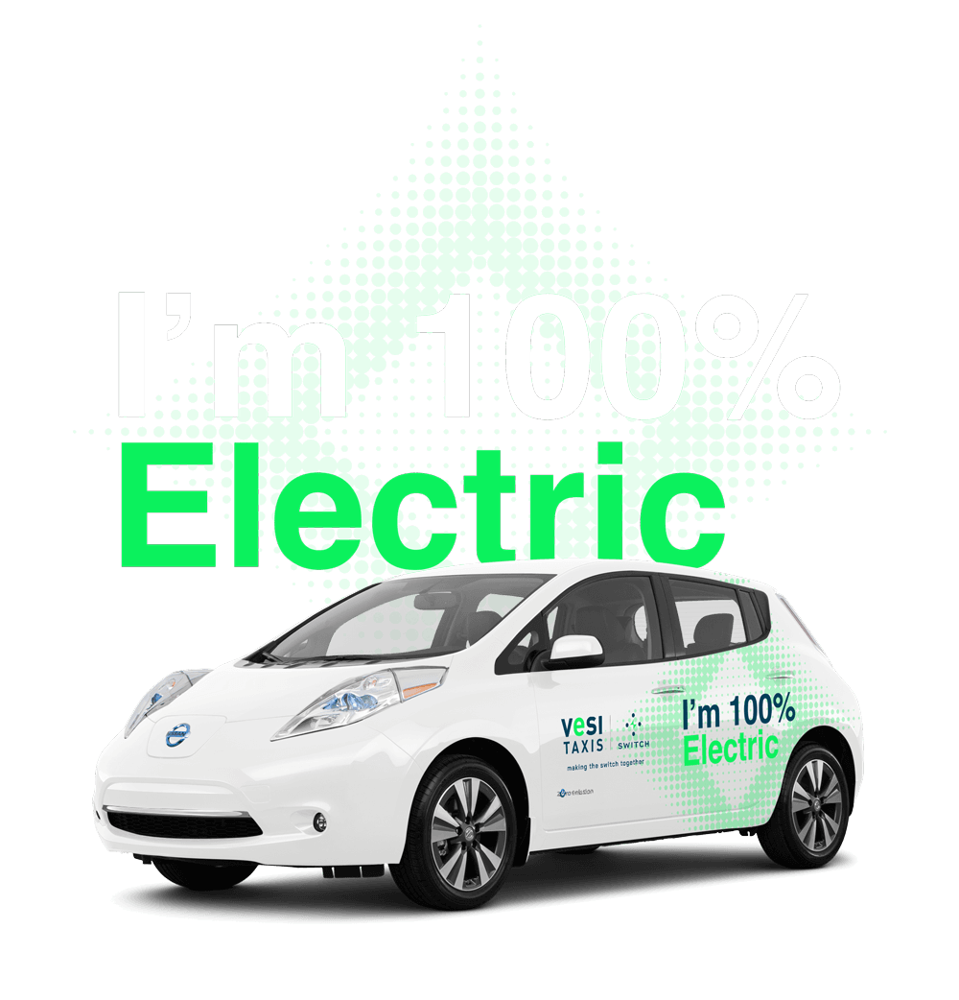 I'm 100%
Electric
I'm 100%
Electric
veSI
TAXIS
SWITCH
making the switch together